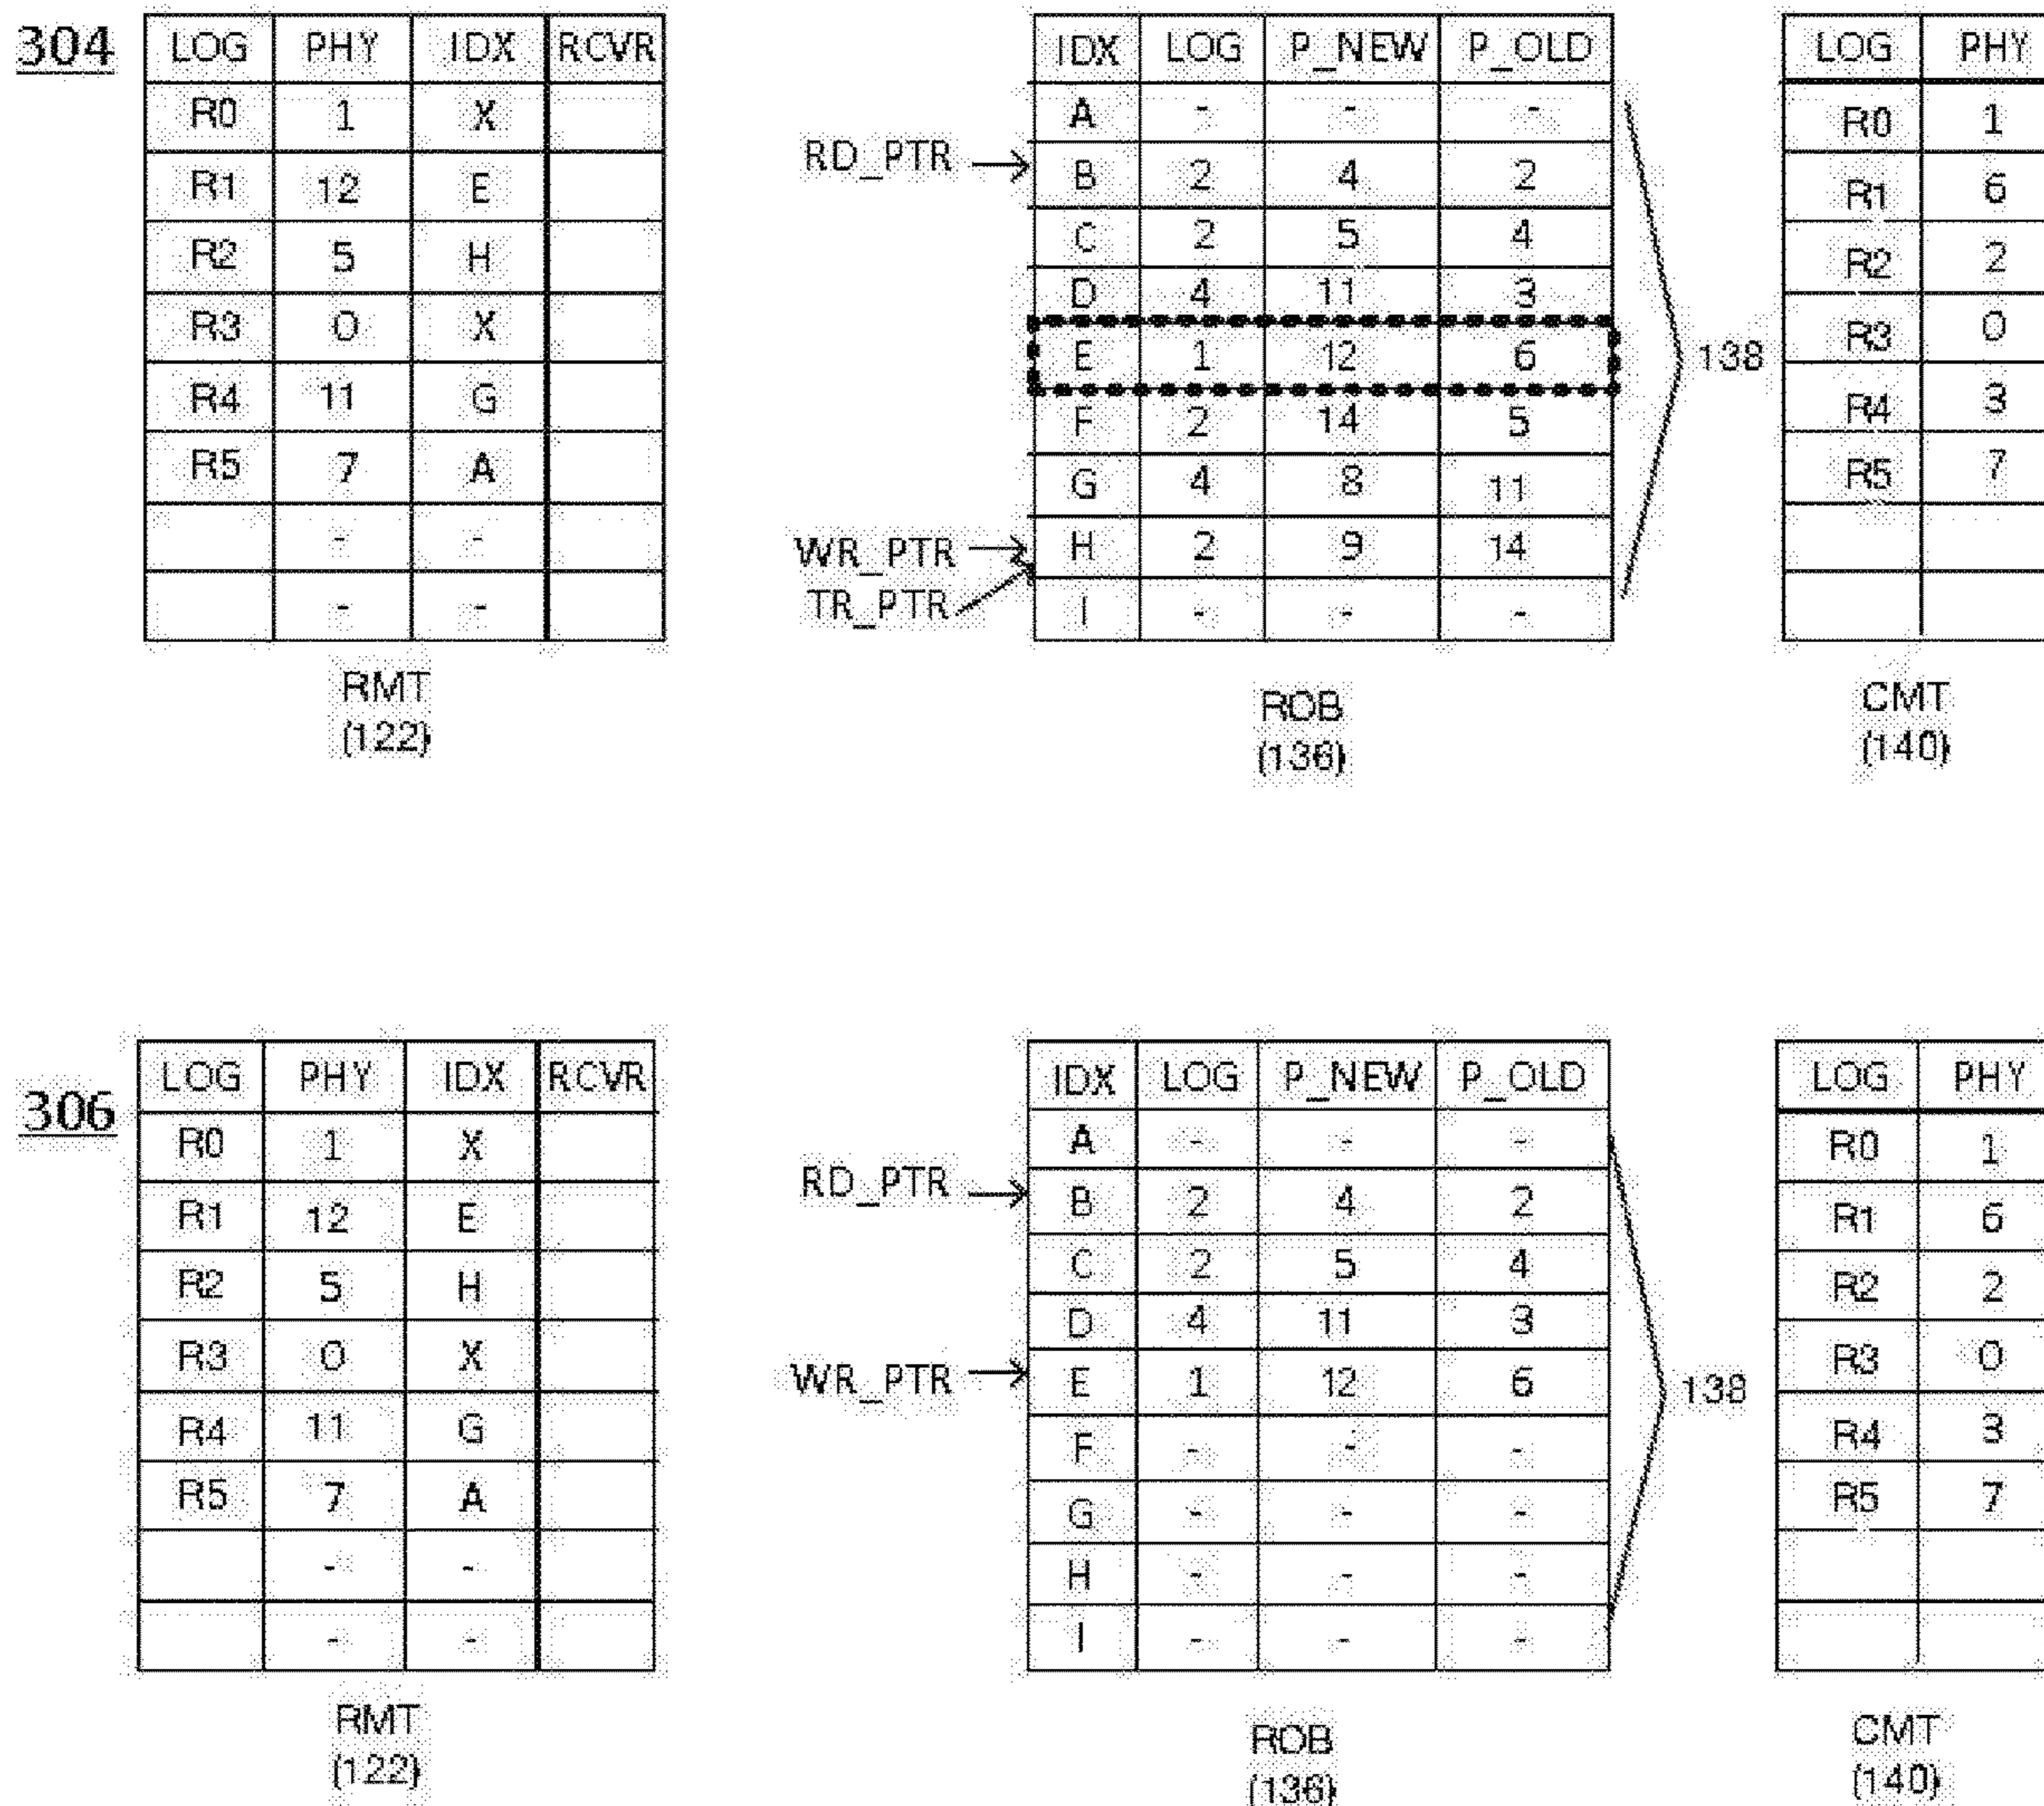 304
LOG PHY IDX RCVR
R0 1 X
R1 12 E
R2 5 H
R3 0 X
R4 11 G
R5 7 A
- -
- -
RMT
(122)
RD_PTR
WR_PTR
TR_PTR
IDX LOG P_NEW P_OLD
A - - -
B 2 4 2
C 2 5 4
D 4 11 3
E 1 12 6
F 2 14 5
G 4 8 11
H 2 9 14
I - - -
138
ROB
(136)
LOG PHY
R0 1
R1 6
R2 2
R3 0
R4 3
R5 7
CMT
(140)
306
LOG PHY IDX RCVR
R0 1 X
R1 12 E
R2 5 H
R3 0 X
R4 11 G
R5 7 A
- -
- -
RMT
(122)
RD_PTR
WR_PTR
IDX LOG P_NEW P_OLD
A - - -
B 2 4 2
C 2 5 4
D 4 11 3
E 1 12 6
F - - -
G - - -
H - - -
I - - -
138
ROB
(136)
LOG PHY
R0 1
R1 6
R2 2
R3 0
R4 3
R5 7
CMT
(140)